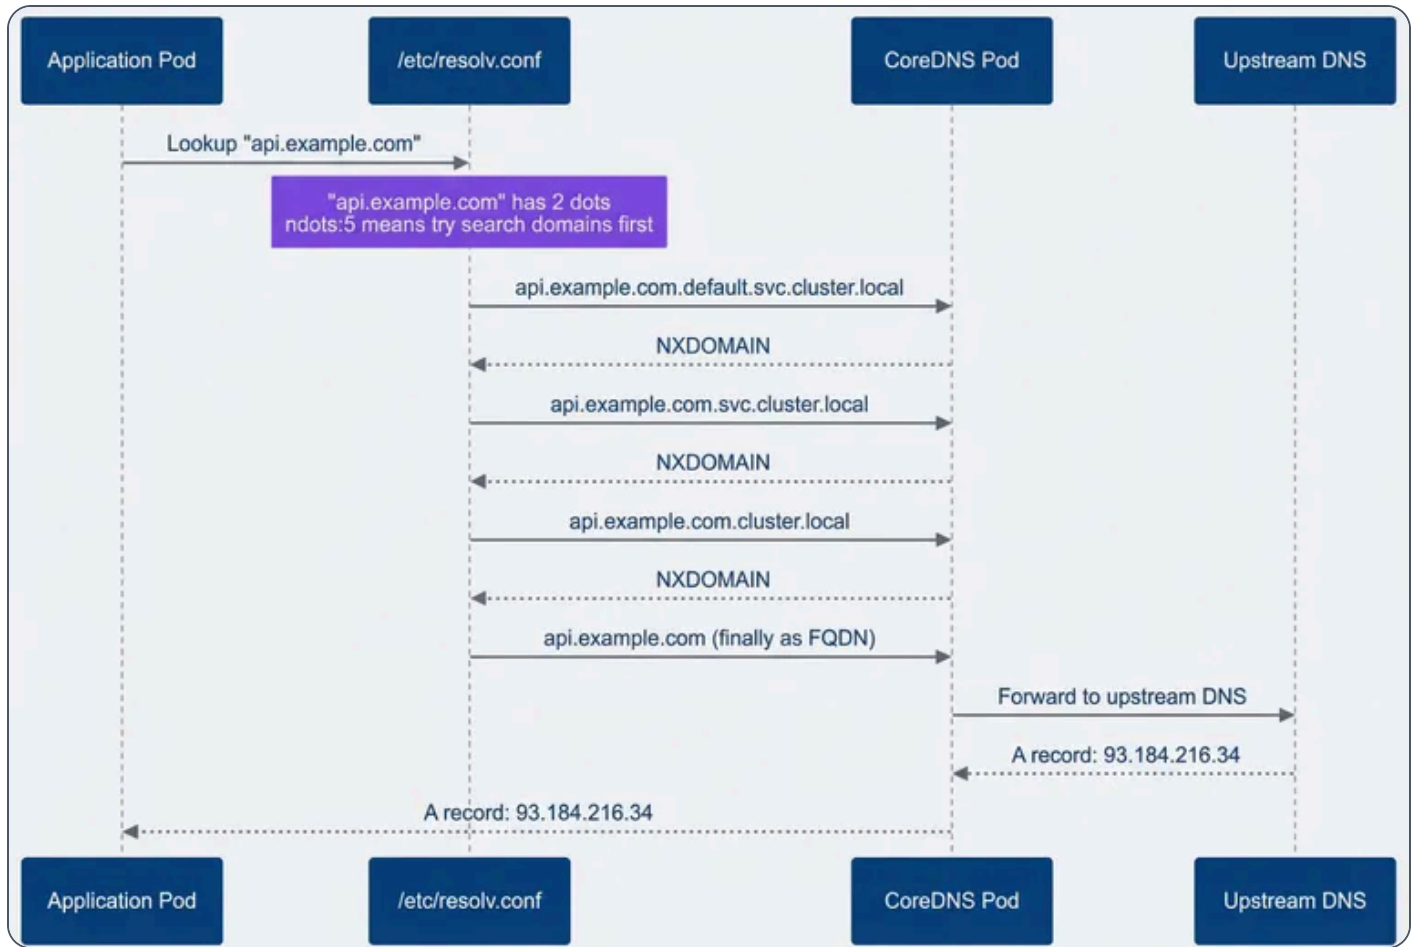 Application Pod
/etc/resolv.conf
CoreDNS Pod
Upstream DNS
Lookup "api.example.com"
"api.example.com" has 2 dots
ndots:5 means try search domains first
api.example.com.default.svc.cluster.local
NXDOMAIN
api.example.com.svc.cluster.local
NXDOMAIN
api.example.com.cluster.local
NXDOMAIN
api.example.com (finally as FQDN)
Forward to upstream DNS
A record: 93.184.216.34
A record: 93.184.216.34
Application Pod
/etc/resolv.conf
CoreDNS Pod
Upstream DNS